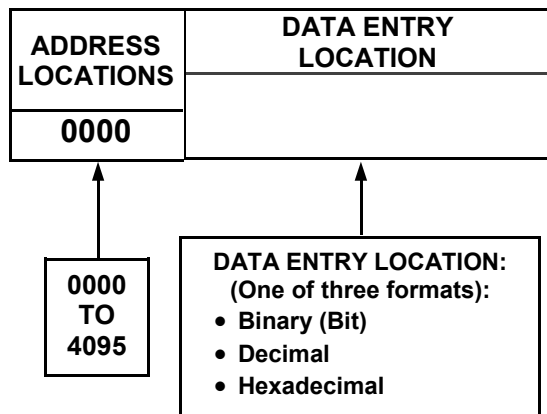 ADDRESS
LOCATIONS
DATA ENTRY
LOCATION
0000
0000
TO
4095
DATA ENTRY LOCATION:
(One of three formats):
• Binary (Bit)
• Decimal
• Hexadecimal